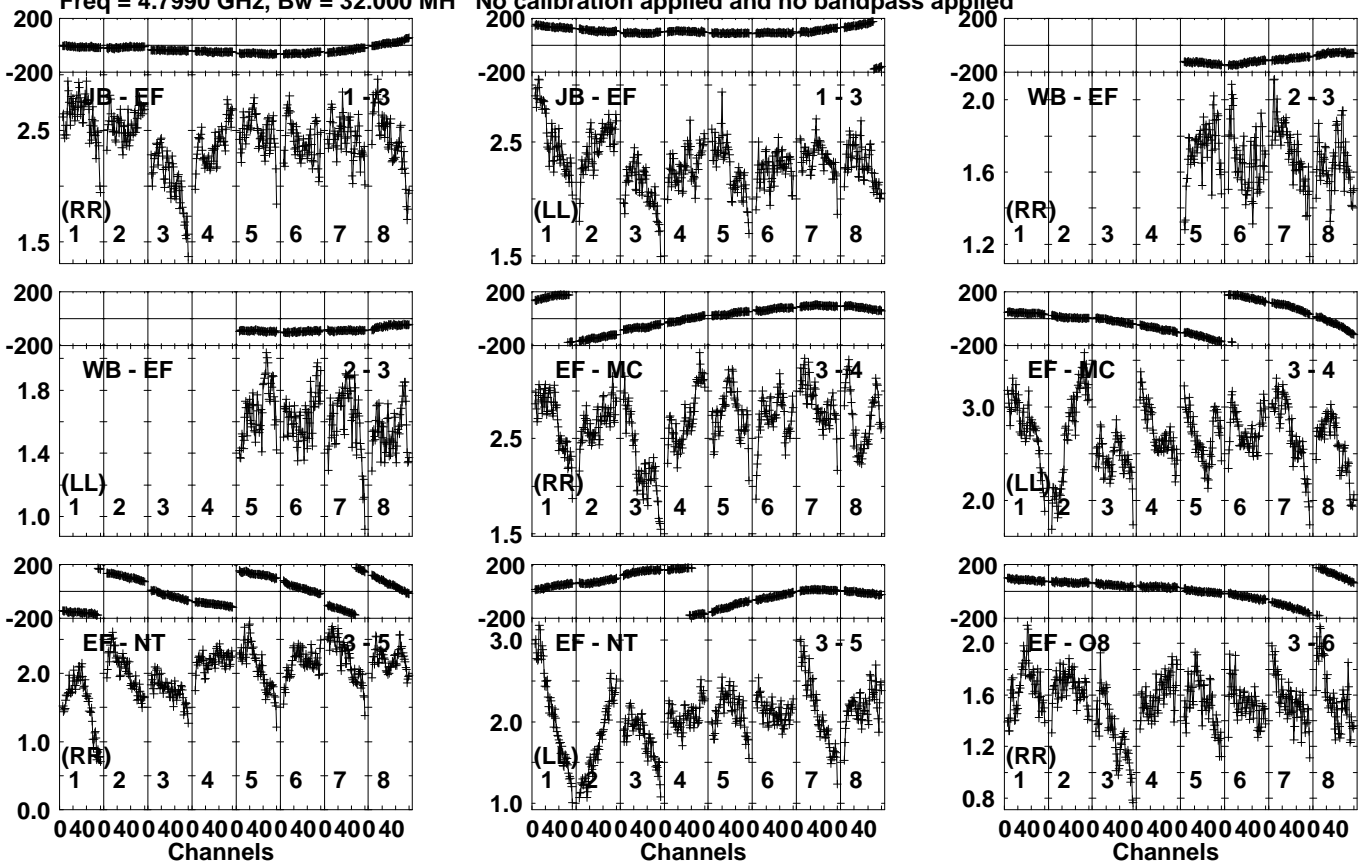 Freq = 4.7990 GHz, Bw = 32.000 MH No calibration applied and no bandpass applied
200
-200
JB - EF 1 - 3
2.5
(RR)
1.5
1 2 3 4 5 6 7 8
200
-200
JB - EF 1 - 3
2.5
(LL)
1.5
1 2 3 4 5 6 7 8
200
-200
2.0
WB - EF 2 - 3
1.6
(RR)
1.2
1 2 3 4 5 6 7 8
200
-200
WB - EF 2 - 3
1.8
1.4
(LL)
1.0
1 2 3 4 5 6 7 8
200
-200
EF - MC 3 - 4
2.5
(RR)
1.5
1 2 3 4 5 6 7 8
200
-200
EF - MC 3 - 4
3.0
(LL)
2.0
1 2 3 4 5 6 7 8
200
-200
EF - NT 3 - 5
2.0
1.0
(RR)
0.0
1 2 3 4 5 6 7 8
0 40 0 40 0 40 0 40 0 40 0 40 0 40 0 40
Channels
200
-200
3.0
EF - NT 3 - 5
2.0
(LL)
1.0
1 2 3 4 5 6 7 8
0 40 0 40 0 40 0 40 0 40 0 40 0 40 0 40
Channels
200
-200
2.0
EF - O8 3 - 6
1.6
1.2
(RR)
0.8
1 2 3 4 5 6 7 8
0 40 0 40 0 40 0 40 0 40 0 40 0 40 0 40
Channels